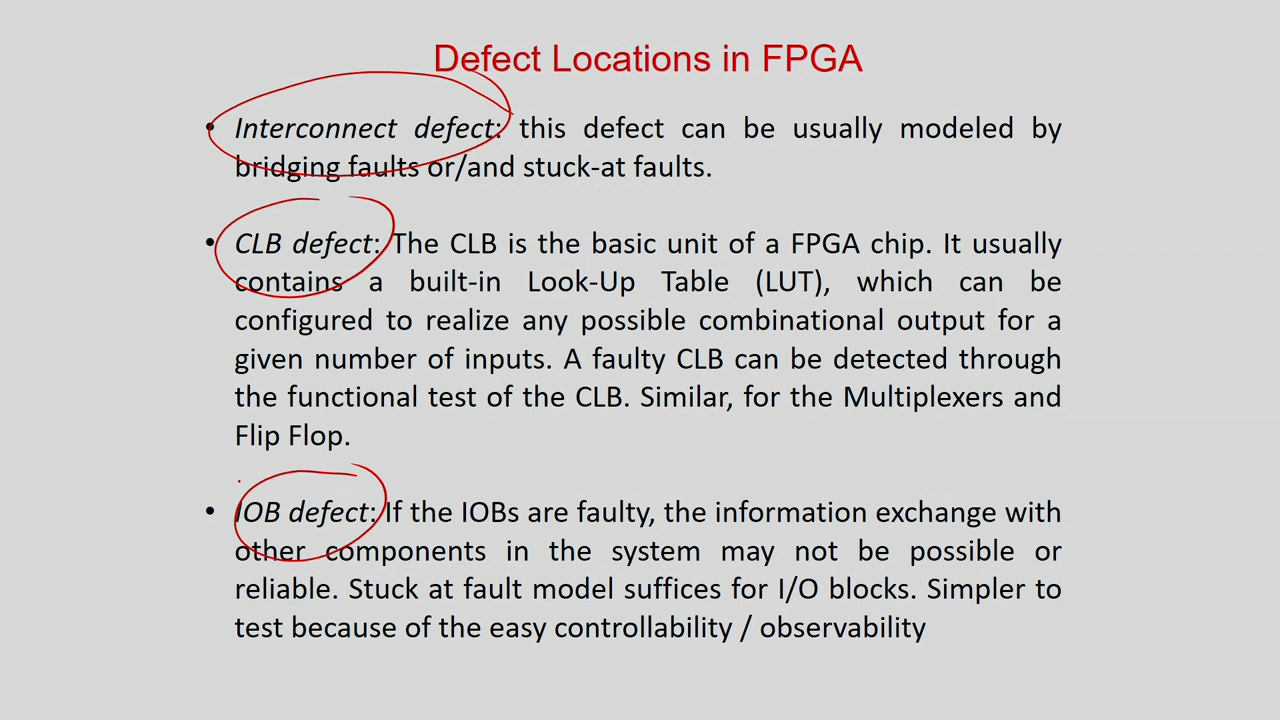 Defect Locations in FPGA
• Interconnect defect: this defect can be usually modeled by
bridging faults or/and stuck-at faults.
• CLB defect: The CLB is the basic unit of a FPGA chip. It usually
contains a built-in Look-Up Table (LUT), which can be
configured to realize any possible combinational output for a
given number of inputs. A faulty CLB can be detected through
the functional test of the CLB. Similar, for the Multiplexers and
Flip Flop.
• IOB defect: If the IOBs are faulty, the information exchange with
other components in the system may not be possible or
reliable. Stuck at fault model suffices for I/O blocks. Simpler to
test because of the easy controllability / observability